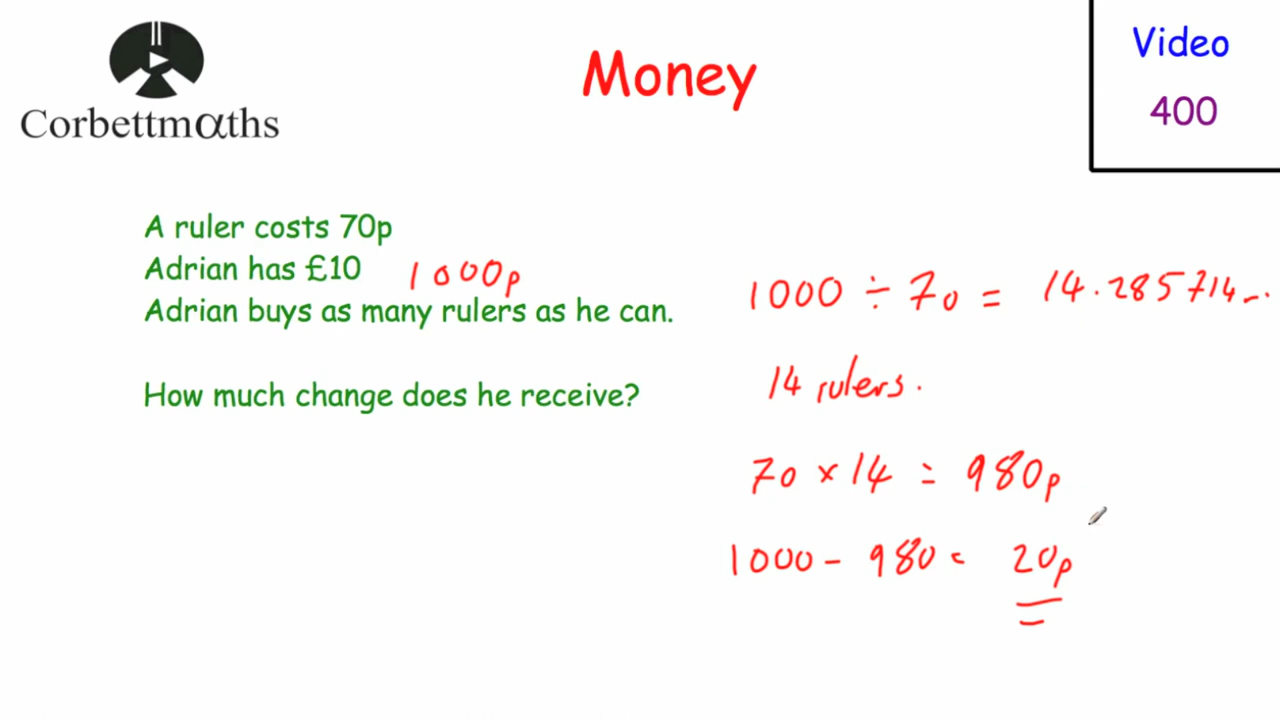 Corbettmαths
Money
Video
400
A ruler costs 70p
Adrian has £10 1000p
Adrian buys as many rulers as he can.
How much change does he receive?
1000 ÷ 70 = 14.285714...
14 rulers.
70 × 14 = 980p
1000 - 980 = 20p